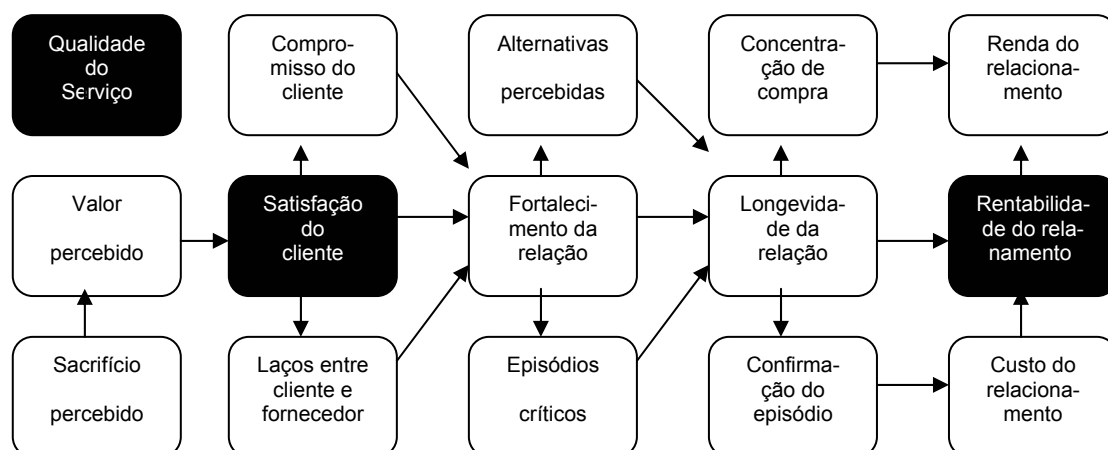 Qualidade
do
Serviço
Compro-
misso do
cliente
Alternativas
percebidas
Concentra-
ção de
compra
Renda do
relaciona-
mento
Valor
percebido
Satisfação
do
cliente
Fortaleci-
mento da
relação
Longevida-
de da
relação
Rentabilida-
de do rela-
namento
Sacrifício
percebido
Laços entre
cliente e
fornecedor
Episódios
críticos
Confirma-
ção do
episódio
Custo do
relaciona-
mento